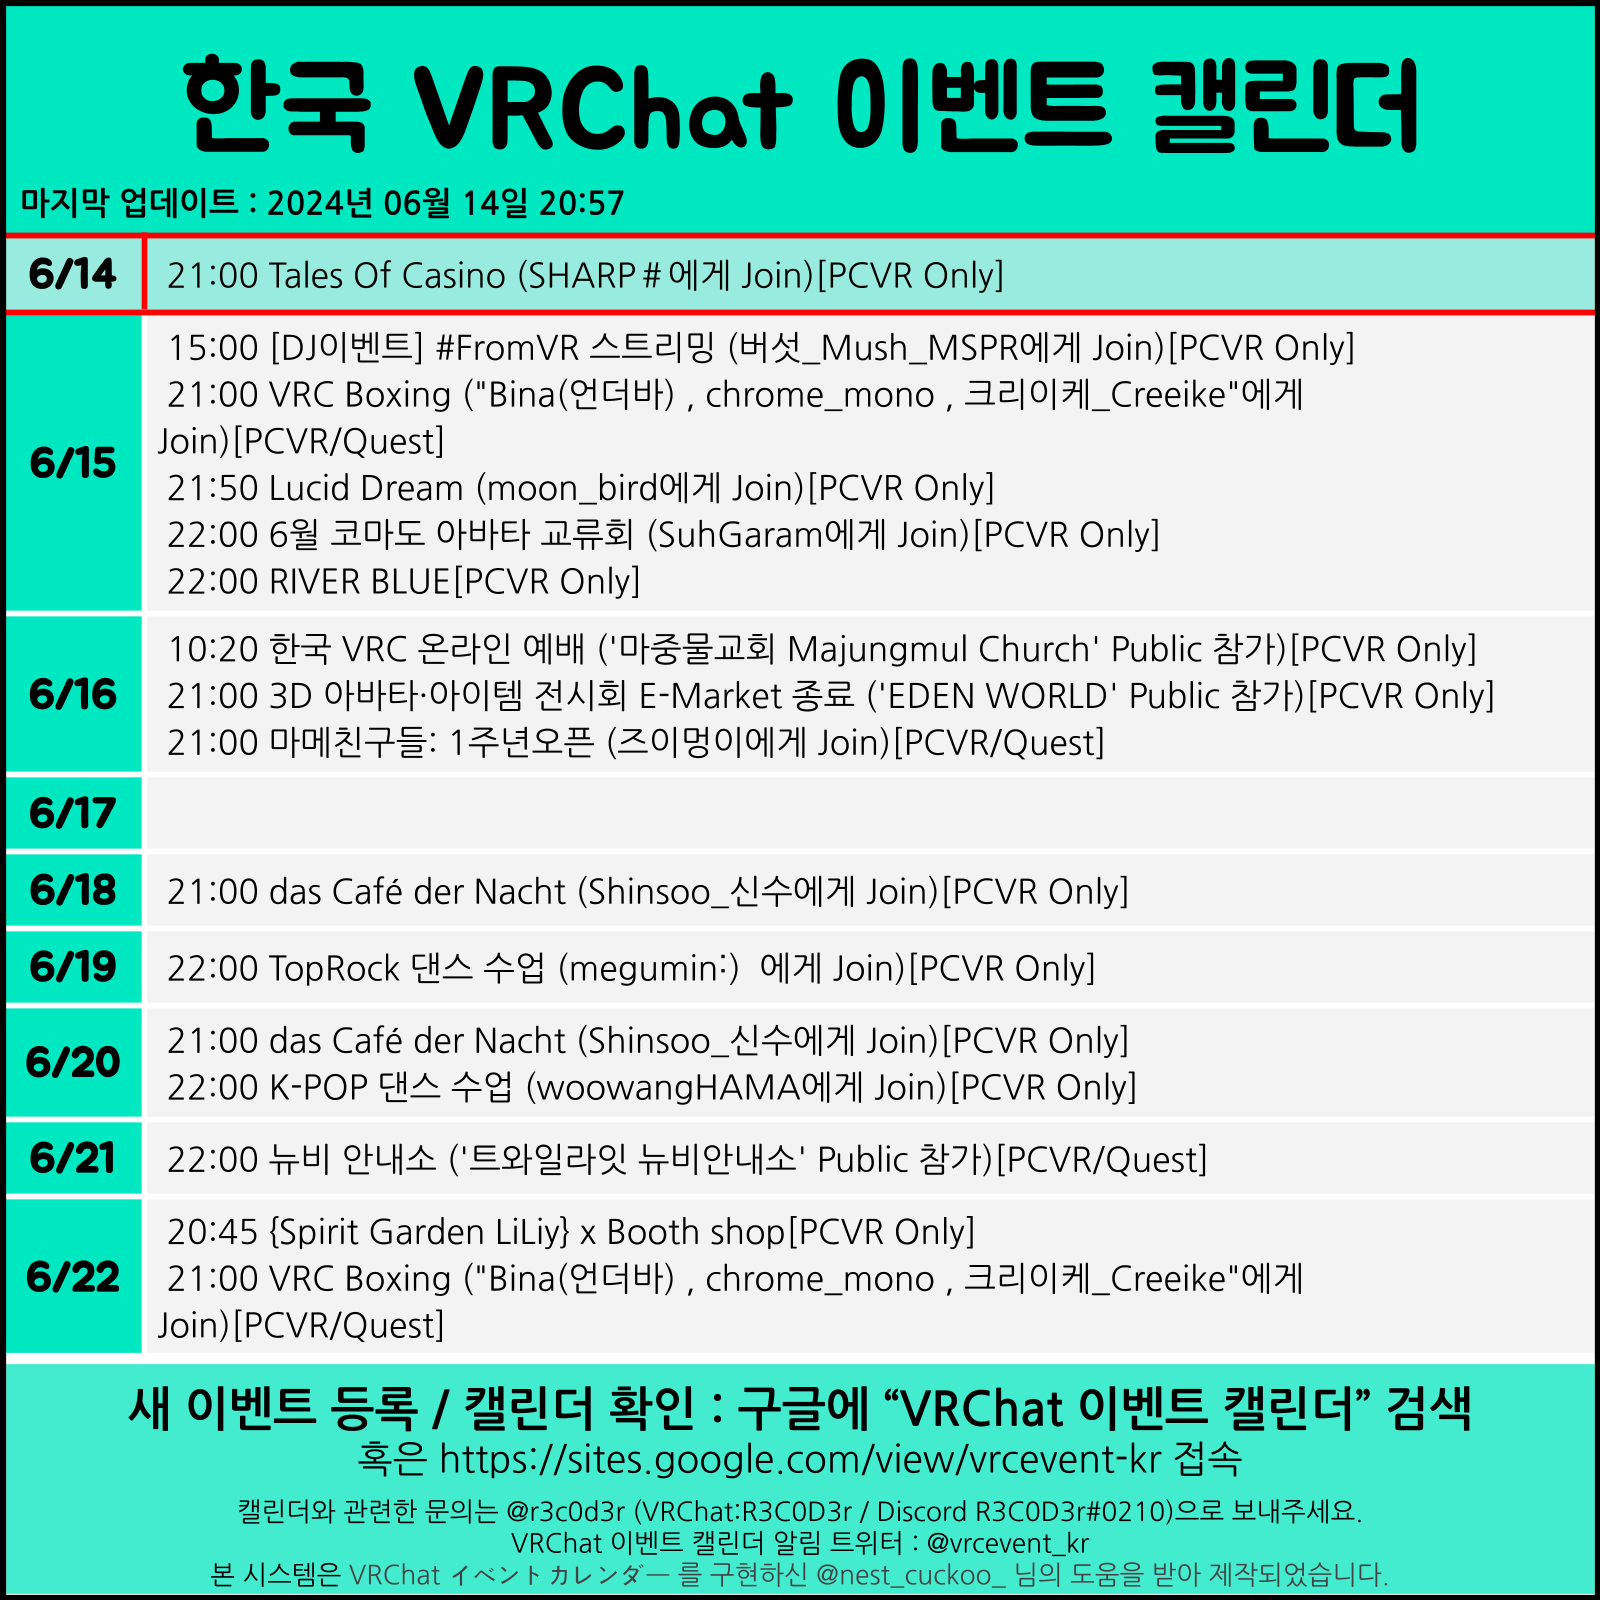 한국 VRChat 이벤트 캘린더
마지막 업데이트 : 2024년 06월 14일 20:57
6/14
21:00 Tales Of Casino (SHARP#에게 Join)[PCVR Only]
6/15
15:00 [DJ이벤트] #FromVR 스트리밍 (버섯_Mush_MSPR에게 Join)[PCVR Only]
21:00 VRC Boxing ("Bina(언더바) , chrome_mono , 크리이케_Creeike"에게
Join)[PCVR/Quest]
21:50 Lucid Dream (moon_bird에게 Join)[PCVR Only]
22:00 6월 코마도 아바타 교류회 (SuhGaram에게 Join)[PCVR Only]
22:00 RIVER BLUE[PCVR Only]
6/16
10:20 한국 VRC 온라인 예배 ('마중물교회 Majungmul Church' Public 참가)[PCVR Only]
21:00 3D 아바타·아이템 전시회 E-Market 종료 ('EDEN WORLD' Public 참가)[PCVR Only]
21:00 마메친구들: 1주년오픈 (즈이멍이에게 Join)[PCVR/Quest]
6/17
6/18
21:00 das Café der Nacht (Shinsoo_신수에게 Join)[PCVR Only]
6/19
22:00 TopRock 댄스 수업 (megumin:)  에게 Join)[PCVR Only]
6/20
21:00 das Café der Nacht (Shinsoo_신수에게 Join)[PCVR Only]
22:00 K-POP 댄스 수업 (woowangHAMA에게 Join)[PCVR Only]
6/21
22:00 뉴비 안내소 ('트와일라잇 뉴비안내소' Public 참가)[PCVR/Quest]
6/22
20:45 {Spirit Garden LiLiy} x Booth shop[PCVR Only]
21:00 VRC Boxing ("Bina(언더바) , chrome_mono , 크리이케_Creeike"에게
Join)[PCVR/Quest]
새 이벤트 등록 / 캘린더 확인 : 구글에 “VRChat 이벤트 캘린더” 검색
혹은 https://sites.google.com/view/vrcevent-kr 접속
캘린더와 관련한 문의는 @r3c0d3r (VRChat:R3C0D3r / Discord R3C0D3r#0210)으로 보내주세요.
VRChat 이벤트 캘린더 알림 트위터 : @vrcevent_kr
본 시스템은 VRChat イベントカレンダー 를 구현하신 @nest_cuckoo_ 님의 도움을 받아 제작되었습니다.